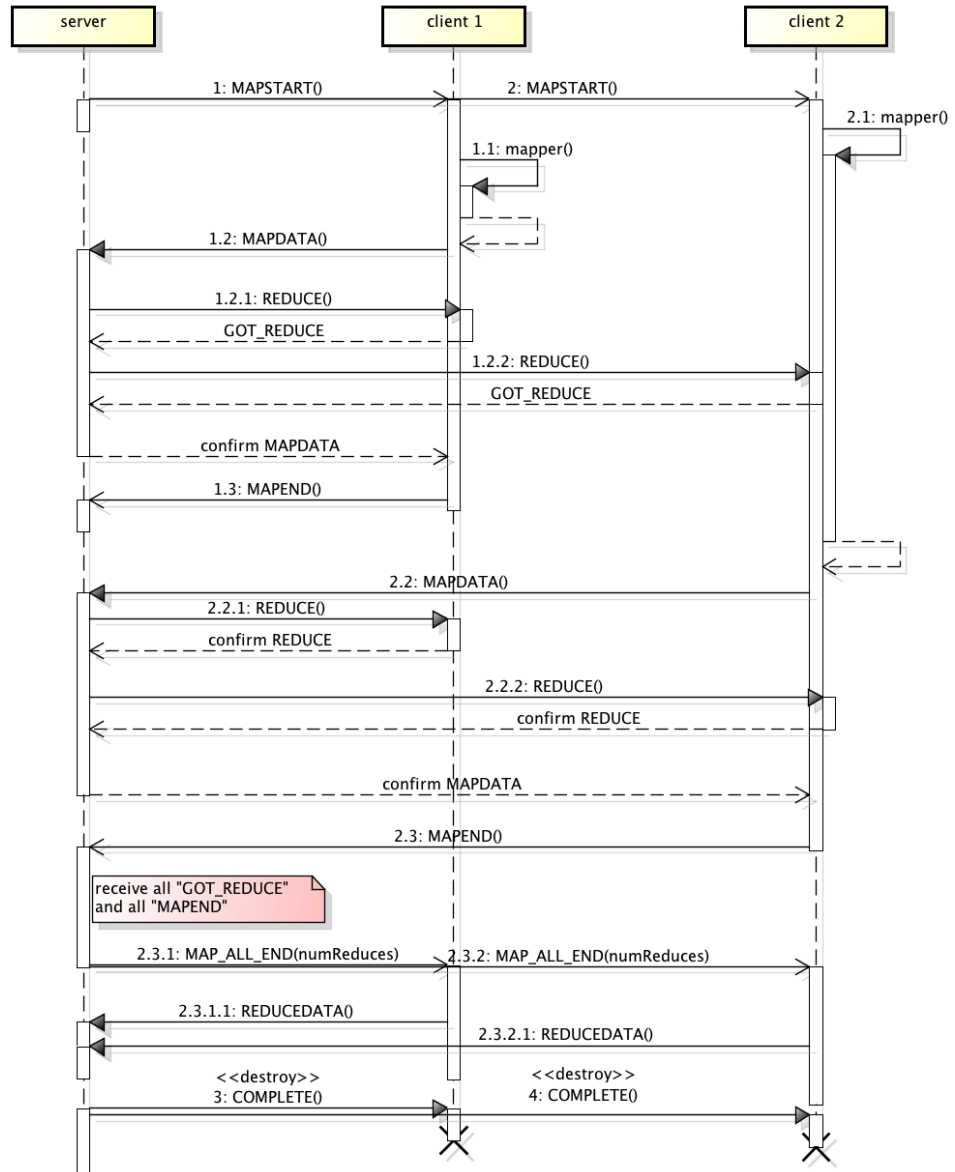 server
client 1
client 2
1: MAPSTART()
2: MAPSTART()
2.1: mapper()
1.1: mapper()
1.2: MAPDATA()
1.2.1: REDUCE()
GOT_REDUCE
1.2.2: REDUCE()
GOT_REDUCE
confirm MAPDATA
1.3: MAPEND()
2.2: MAPDATA()
2.2.1: REDUCE()
confirm REDUCE
2.2.2: REDUCE()
confirm REDUCE
confirm MAPDATA
2.3: MAPEND()
receive all "GOT_REDUCE"
and all "MAPEND"
2.3.1: MAP_ALL_END(numReduces)
2.3.2: MAP_ALL_END(numReduces)
2.3.1.1: REDUCEDATA()
2.3.2.1: REDUCEDATA()
<<destroy>>
3: COMPLETE()
<<destroy>>
4: COMPLETE()